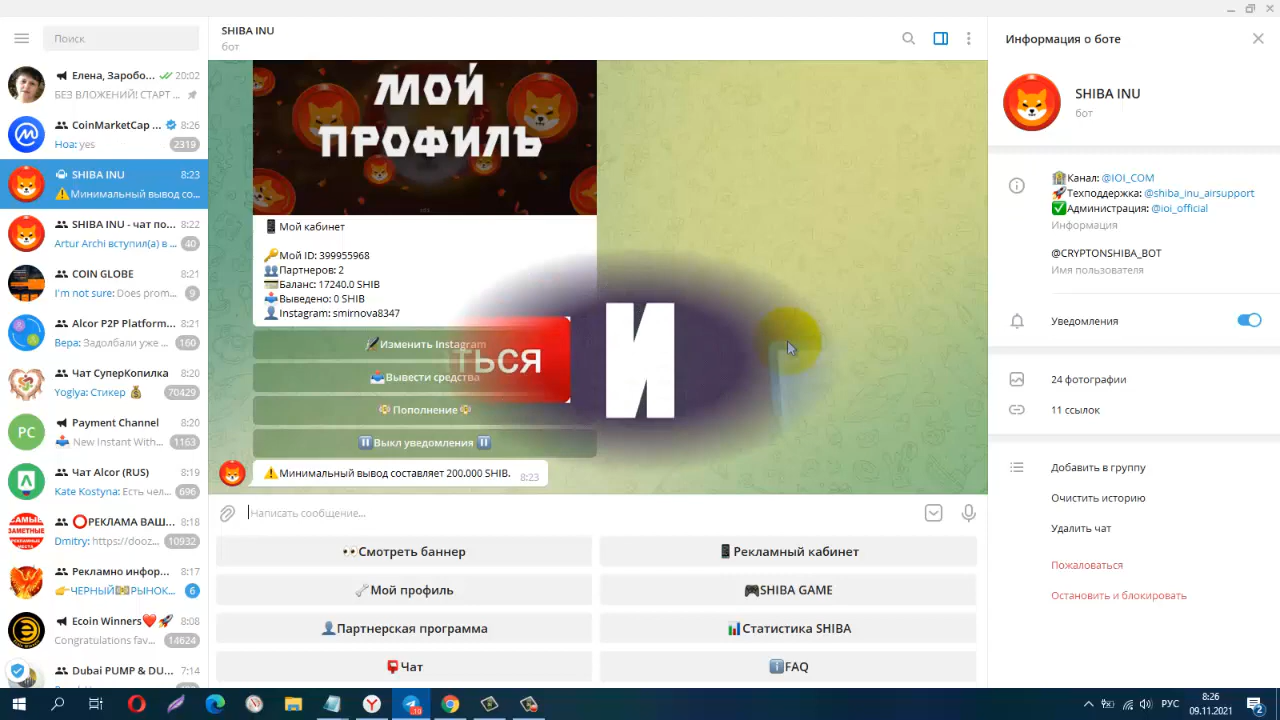 Поиск
Елена, Заробо... 20:02
БЕЗ ВЛОЖЕНИЙ! СТАРТ ...
CoinMarketCap ... 8:26
Hoa: yes 2319
SHIBA INU 8:23
⚠️Минимальный вывод со...
SHIBA INU - чат по... 8:22
Artur Archi вступил(а) в ... 40
COIN GLOBE 8:21
I'm not sure: Does prom... 9
Alcor P2P Platform... 8:21
Вера: Задолбали уже ... 160
Чат СуперКопилка 8:20
Yoglya: Стикер 💰 70429
PC
Payment Channel 8:20
📥 New Instant With... 1163
Чат Alcor (RUS) 8:19
Kate Kostyna: Есть чел... 696
САМЫЕ
ЗАМЕТНЫЕ
⭕РЕКЛАМА ВАШ... 8:18
Dmitry: https://dooz... 10932
Рекламно инфор... 8:17
👉ЧЕРНЫЙ💵РЫНОК... 6
Ecoin Winners❤️🚀 8:08
Congratulations fav... 14624
Dubai PUMP & DU... 7:14
SHIBA INU
бот
МОЙ
ПРОФИЛЬ
📱Мой кабинет
🔑Мой ID: 399955968
👥Партнеров: 2
💳Баланс: 17240.0 SHIB
📤Выведено: 0 SHIB
👤Instagram: smirnova8347
🖋Изменить Instagram
📥Вывести средства
💴Пополнение💴
⏸Выкл уведомления ⏸
ТЬСЯ
И
⚠️Минимальный вывод составляет 200.000 SHIB. 8:23
Написать сообщение...
👀Смотреть баннер
📱Рекламный кабинет
🔧Мой профиль
🎮SHIBA GAME
👤Партнерская программа
📊Статистика SHIBA
📮Чат
ℹ️FAQ
Информация о боте
SHIBA INU
бот
🏦Канал: @IOI_COM
🚀Техподдержка: @shiba_inu_airsupport
✅Администрация: @ioi_official
Информация
@CRYPTONSHIBA_BOT
Имя пользователя
Уведомления
24 фотографии
11 ссылок
Добавить в группу
Очистить историю
Удалить чат
Пожаловаться
Остановить и блокировать
РУС
8:26
09.11.2021
2